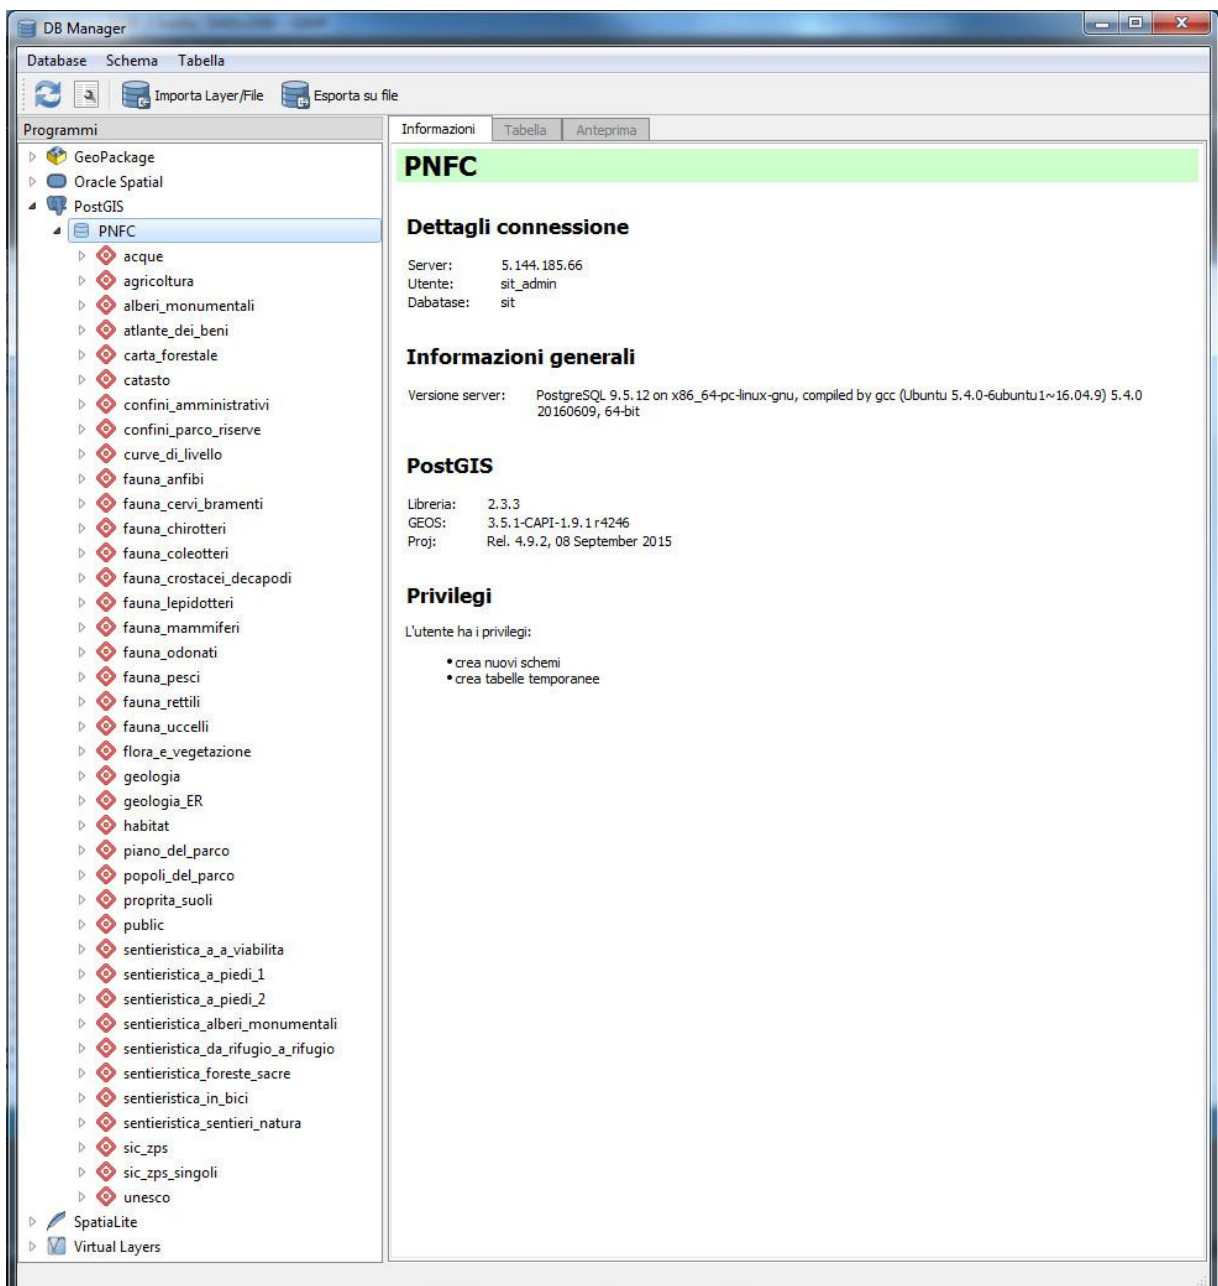 DB Manager
Database Schema Tabella
Importa Layer/File Esporta su file
Programmi
GeoPackage
Oracle Spatial
PostGIS
PNFC
acque
agricoltura
alberi_monumentali
atlante_dei_beni
carta_forestale
catasto
confini_amministrativi
confini_parco_riserve
curve_di_livello
fauna_anfibi
fauna_cervi_bramenti
fauna_chirotteri
fauna_coleotteri
fauna_crostacei_decapodi
fauna_lepidotteri
fauna_mammiferi
fauna_odonati
fauna_pesci
fauna_rettili
fauna_uccelli
flora_e_vegetazione
geologia
geologia_ER
habitat
piano_del_parco
popoli_del_parco
proprita_suoli
public
sentieristica_a_a_viabilita
sentieristica_a_piedi_1
sentieristica_a_piedi_2
sentieristica_alberi_monumentali
sentieristica_da_rifugio_a_rifugio
sentieristica_foreste_sacre
sentieristica_in_bici
sentieristica_sentieri_natura
sic_zps
sic_zps_singoli
unesco
SpatiaLite
Virtual Layers
Informazioni Tabella Anteprima
PNFC
Dettagli connessione
Server: 5.144.185.66
Utente: sit_admin
Dabatase: sit
Informazioni generali
Versione server: PostgreSQL 9.5.12 on x86_64-pc-linux-gnu, compiled by gcc (Ubuntu 5.4.0-6ubuntu1~16.04.9) 5.4.0
20160609, 64-bit
PostGIS
Libreria: 2.3.3
GEOS: 3.5.1-CAPI-1.9.1 r4246
Proj: Rel. 4.9.2, 08 September 2015
Privilegi
L'utente ha i privilegi:
• crea nuovi schemi
• crea tabelle temporanee